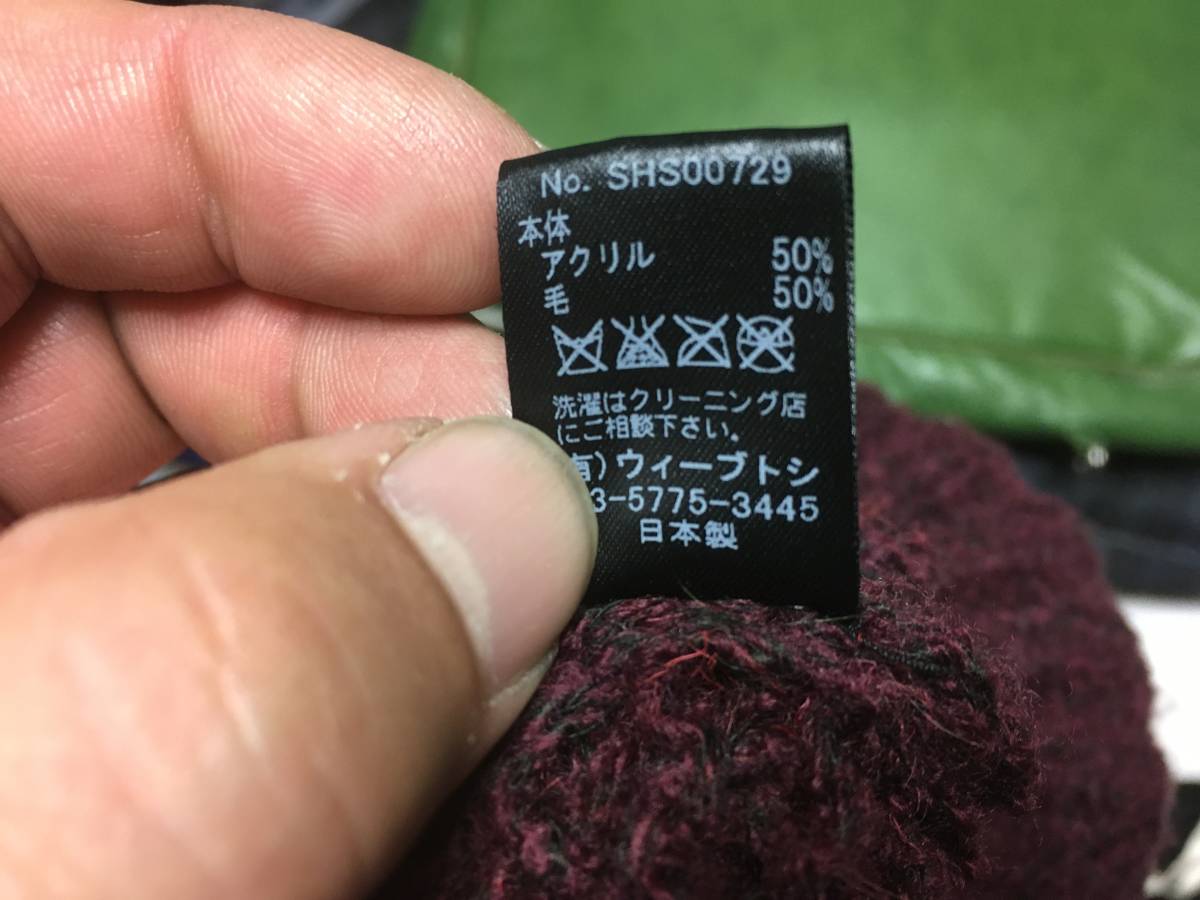 No. SHS00729
本体
アクリル 50%
毛 50%
洗濯はクリーニング店
にご相談下さい。
有)ウィーブトシ
3-5775-3445
日本製